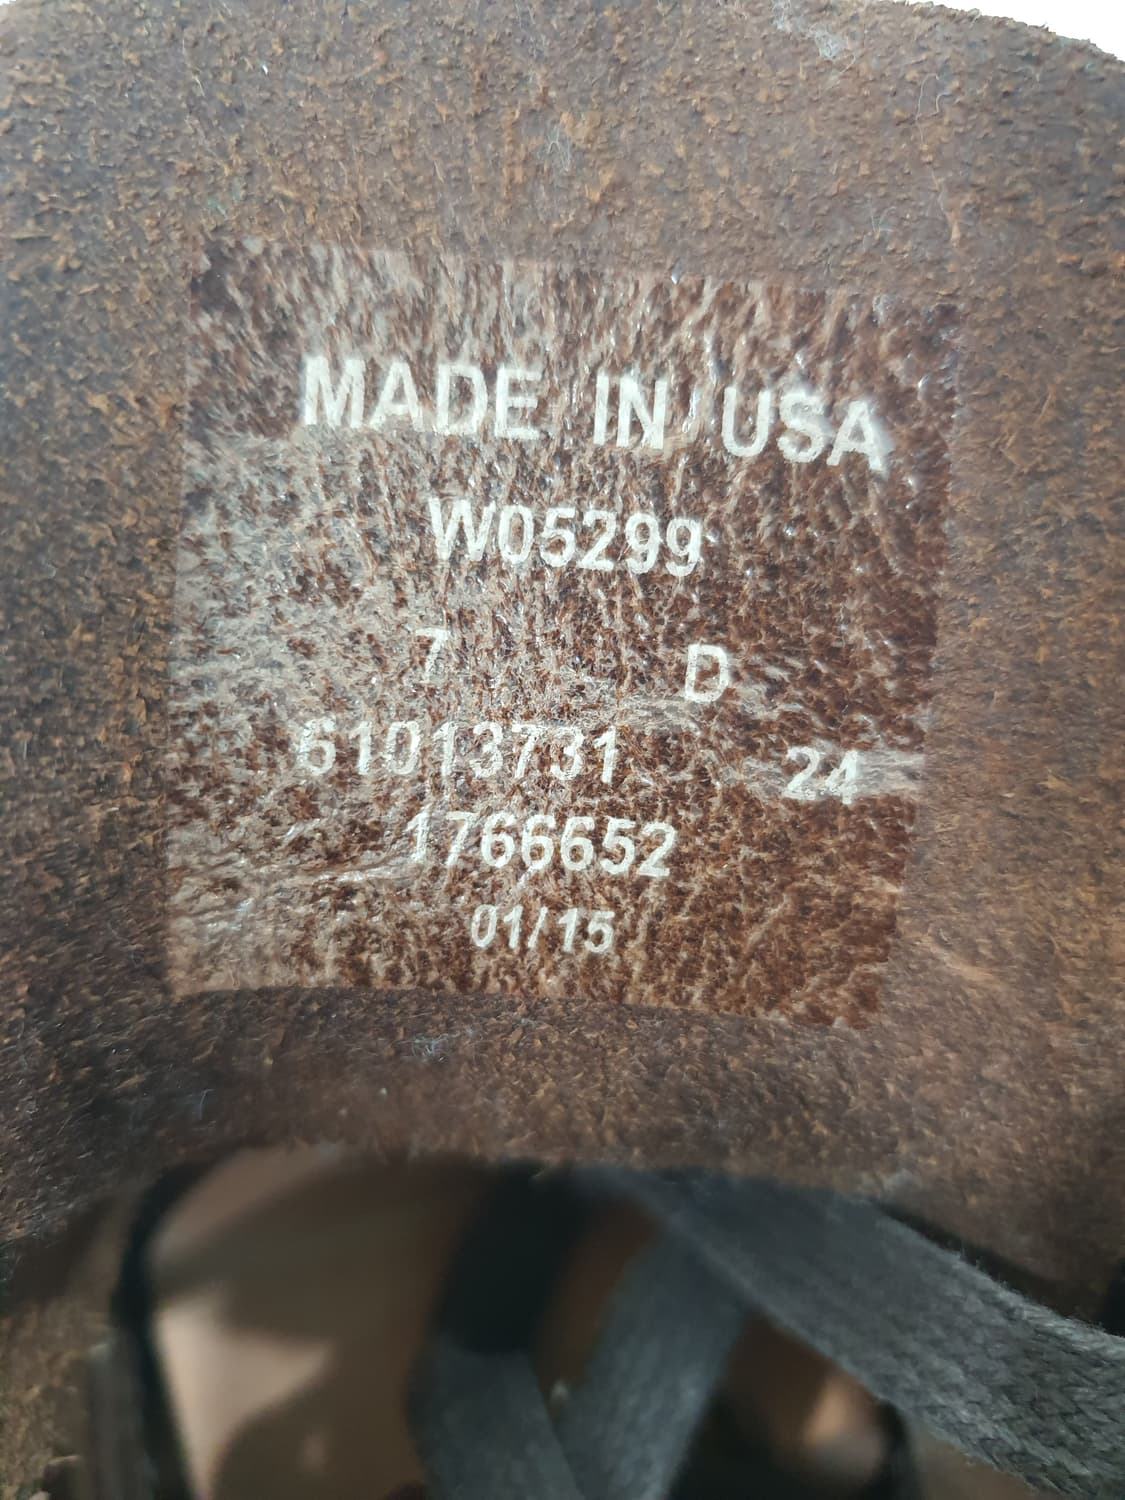 MADE IN USA
W05299
7 D
61013731 24
1766652
01/15